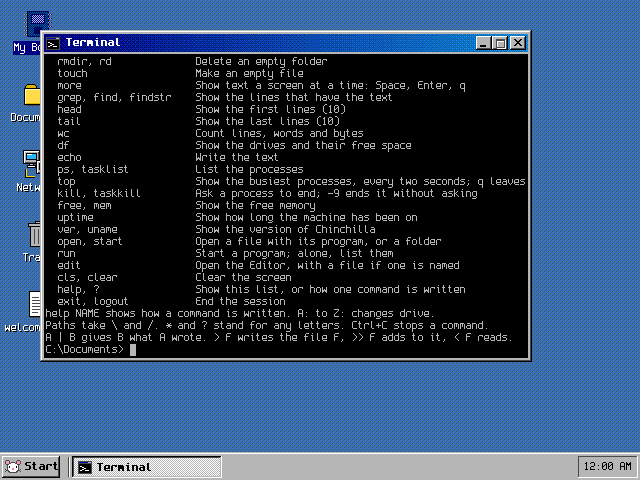 My Bo
Terminal
rmdir, rd Delete an empty folder
touch Make an empty file
more Show text a screen at a time: Space, Enter, q
grep, find, findstr Show the lines that have the text
head Show the first lines (10)
tail Show the last lines (10)
wc Count lines, words and bytes
df Show the drives and their free space
echo Write the text
ps, tasklist List the processes
top Show the busiest processes, every two seconds; q leaves
kill, taskkill Ask a process to end; -9 ends it without asking
free, mem Show the free memory
uptime Show how long the machine has been on
ver, uname Show the version of Chinchilla
open, start Open a file with its program, or a folder
run Start a program; alone, list them
edit Open the Editor, with a file if one is named
cls, clear Clear the screen
help, ? Show this list, or how one command is written
exit, logout End the session
help NAME shows how a command is written. A: to Z: changes drive.
Paths take \ and /. * and ? stand for any letters. Ctrl+C stops a command.
A | B gives B what A wrote. > F writes the file F, >> F adds to it, < F reads.
C:\Documents>
Docum
Netw
Tra
welcom
Start
Terminal
12:00 AM